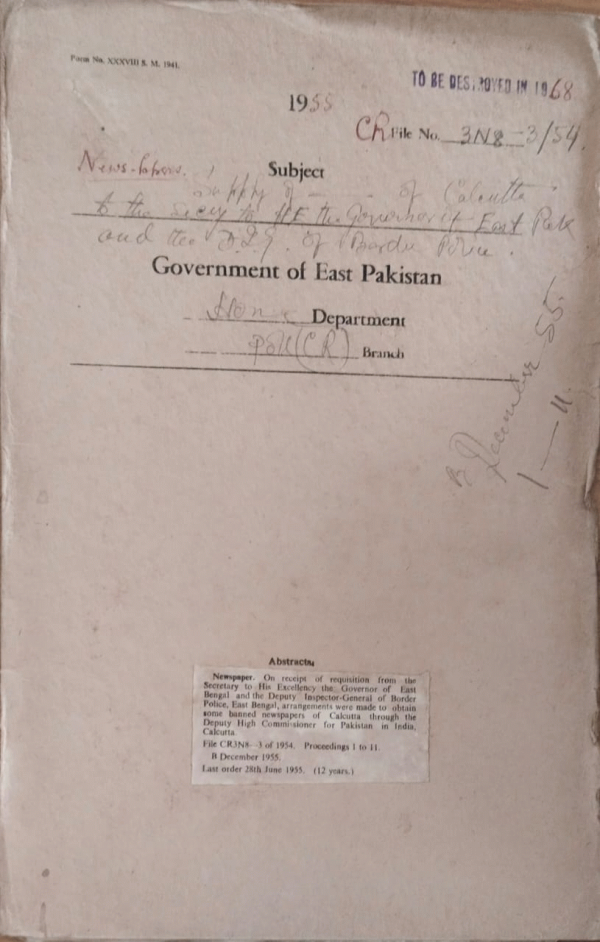 Form No. XXXVIII S. M. 1941.
TO BE DESTROYED IN 1968
1955
CR File No. 3N8-3/54
News-papers.
Subject
Supply of — — of Calcutta
to the Secy to HE the Governor of East Pak
and the D.I.G. of Border Police.
Government of East Pakistan
Home Department
Poll (CR) Branch
B December 55.
1 — 11.
Abstracts,
Newspaper. On receipt of requisition from the
Secretary to His Excellency the Governor of East
Bengal and the Deputy Inspector-General of Border
Police, East Bengal, arrangements were made to obtain
some banned newspapers of Calcutta through the
Deputy High Commissioner for Pakistan in India,
Calcutta.
File CR3N8—3 of 1954. Proceedings 1 to 11.
B December 1955.
Last order 28th June 1955. (12 years.)